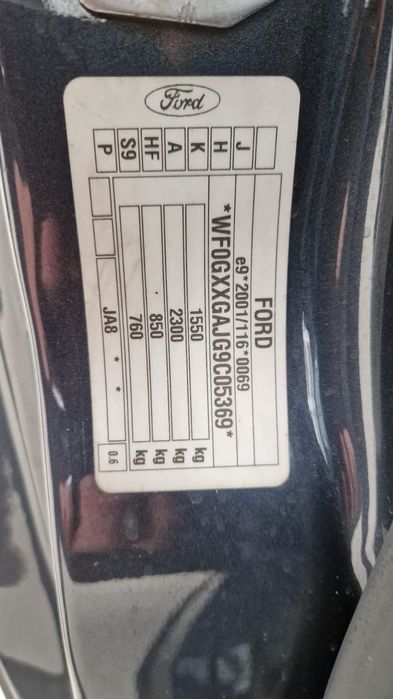 Ford
FORD
e9*2001/116*0069
*WF0GXXGAJG9C05369*
1550 kg
2300 kg
850 kg
760 kg
JA8 * *
0.6
J
H
K
A
HF
S9
P